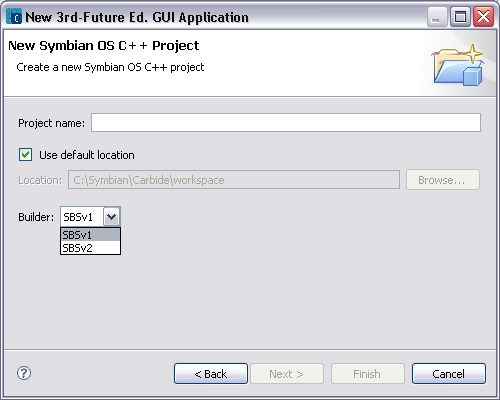 New 3rd-Future Ed. GUI Application
New Symbian OS C++ Project
Create a new Symbian OS C++ project
Project name:
Use default location
Location: C:\Symbian\Carbide\workspace Browse...
Builder: SBSv1
SBSv1
SBSv2
? < Back Next > Finish Cancel